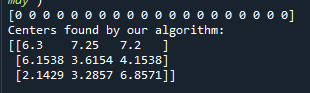 may )
[0 0 0 0 0 0 0 0 0 0 0 0 0 0 0 0 0 0 0 0]
Centers found by our algorithm:
[[6.3    7.25   7.2   ]
 [6.1538 3.6154 4.1538]
 [2.1429 3.2857 6.8571]]